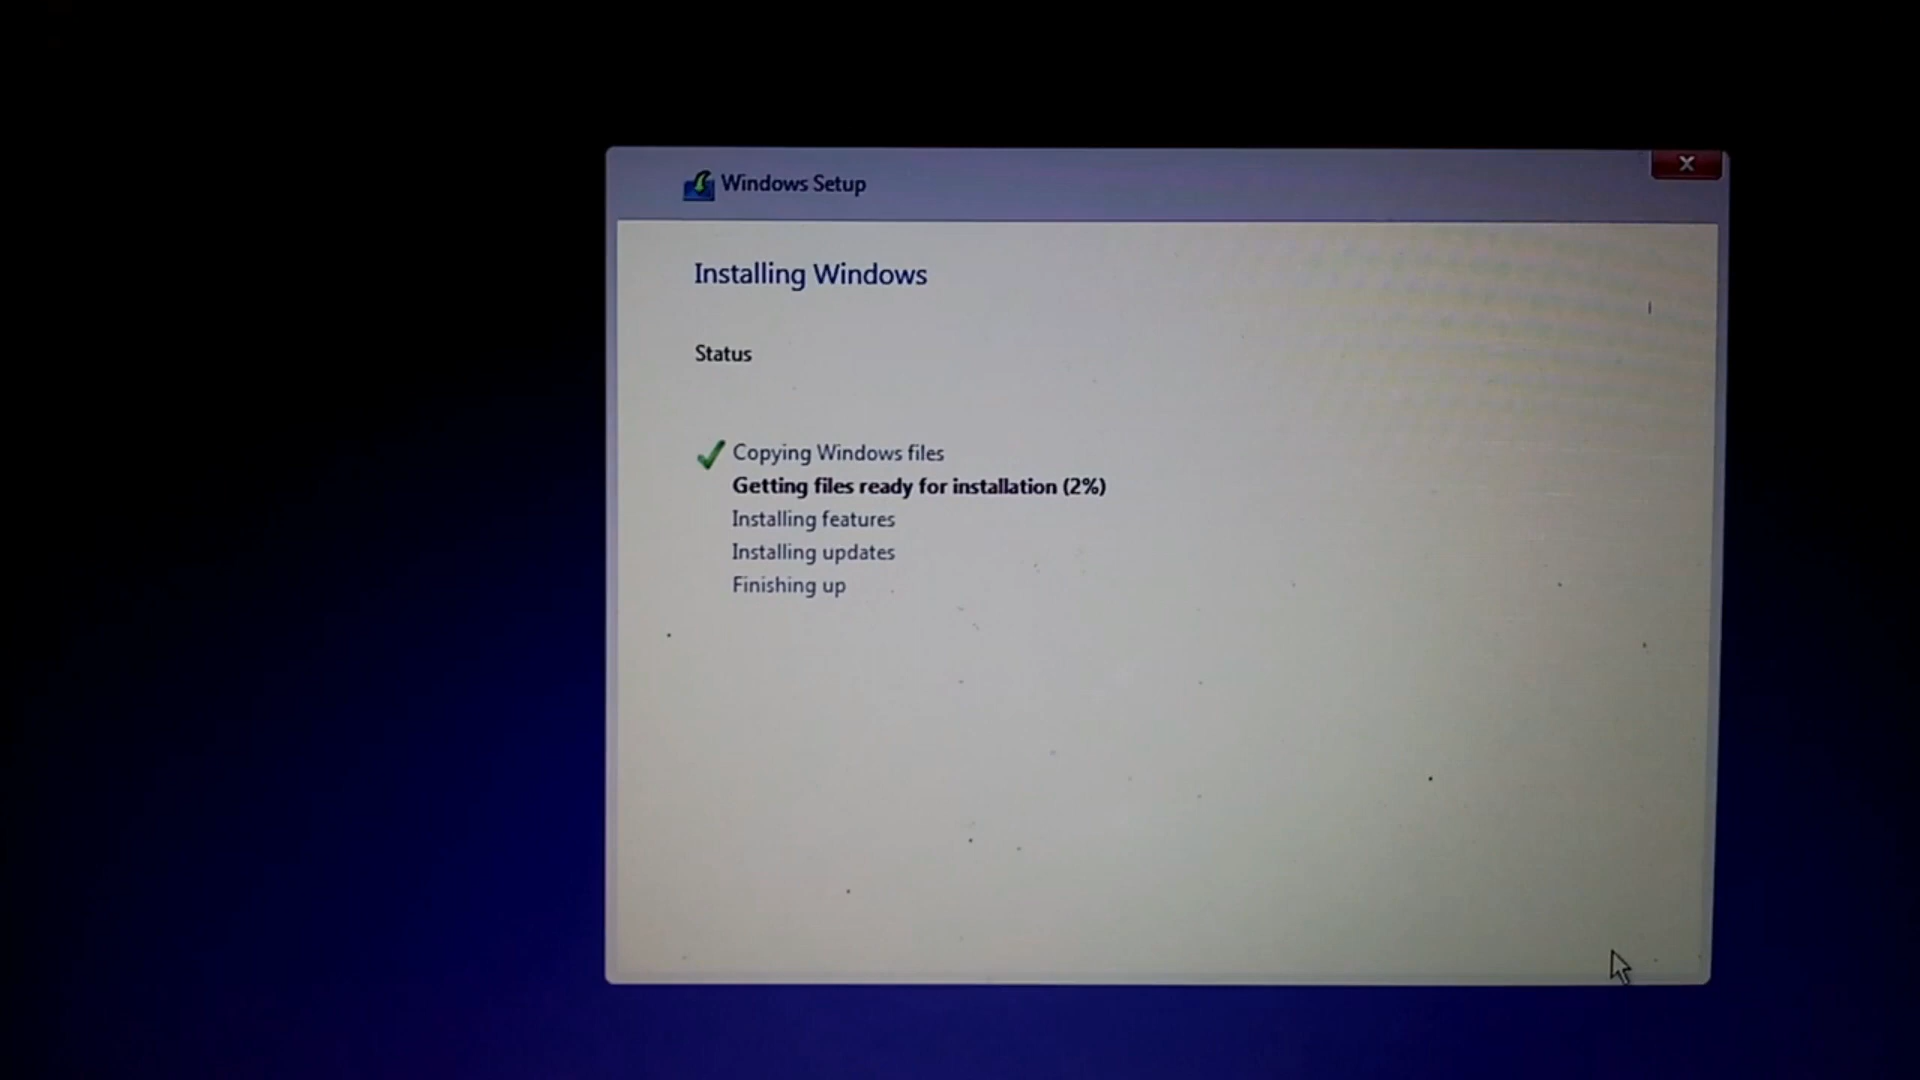 Windows Setup
Installing Windows
Status
Copying Windows files
Getting files ready for installation (2%)
Installing features
Installing updates
Finishing up